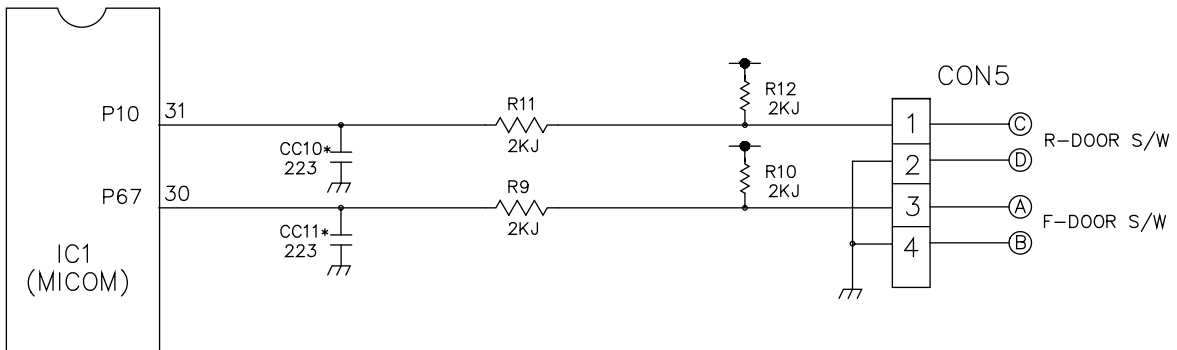 CON5
R12
2KJ
P10
31
R11
2KJ
1
C
R-DOOR S/W
CC10*
223
2
D
R10
2KJ
P67
30
R9
2KJ
3
A
F-DOOR S/W
CC11*
223
4
B
IC1
(MICOM)